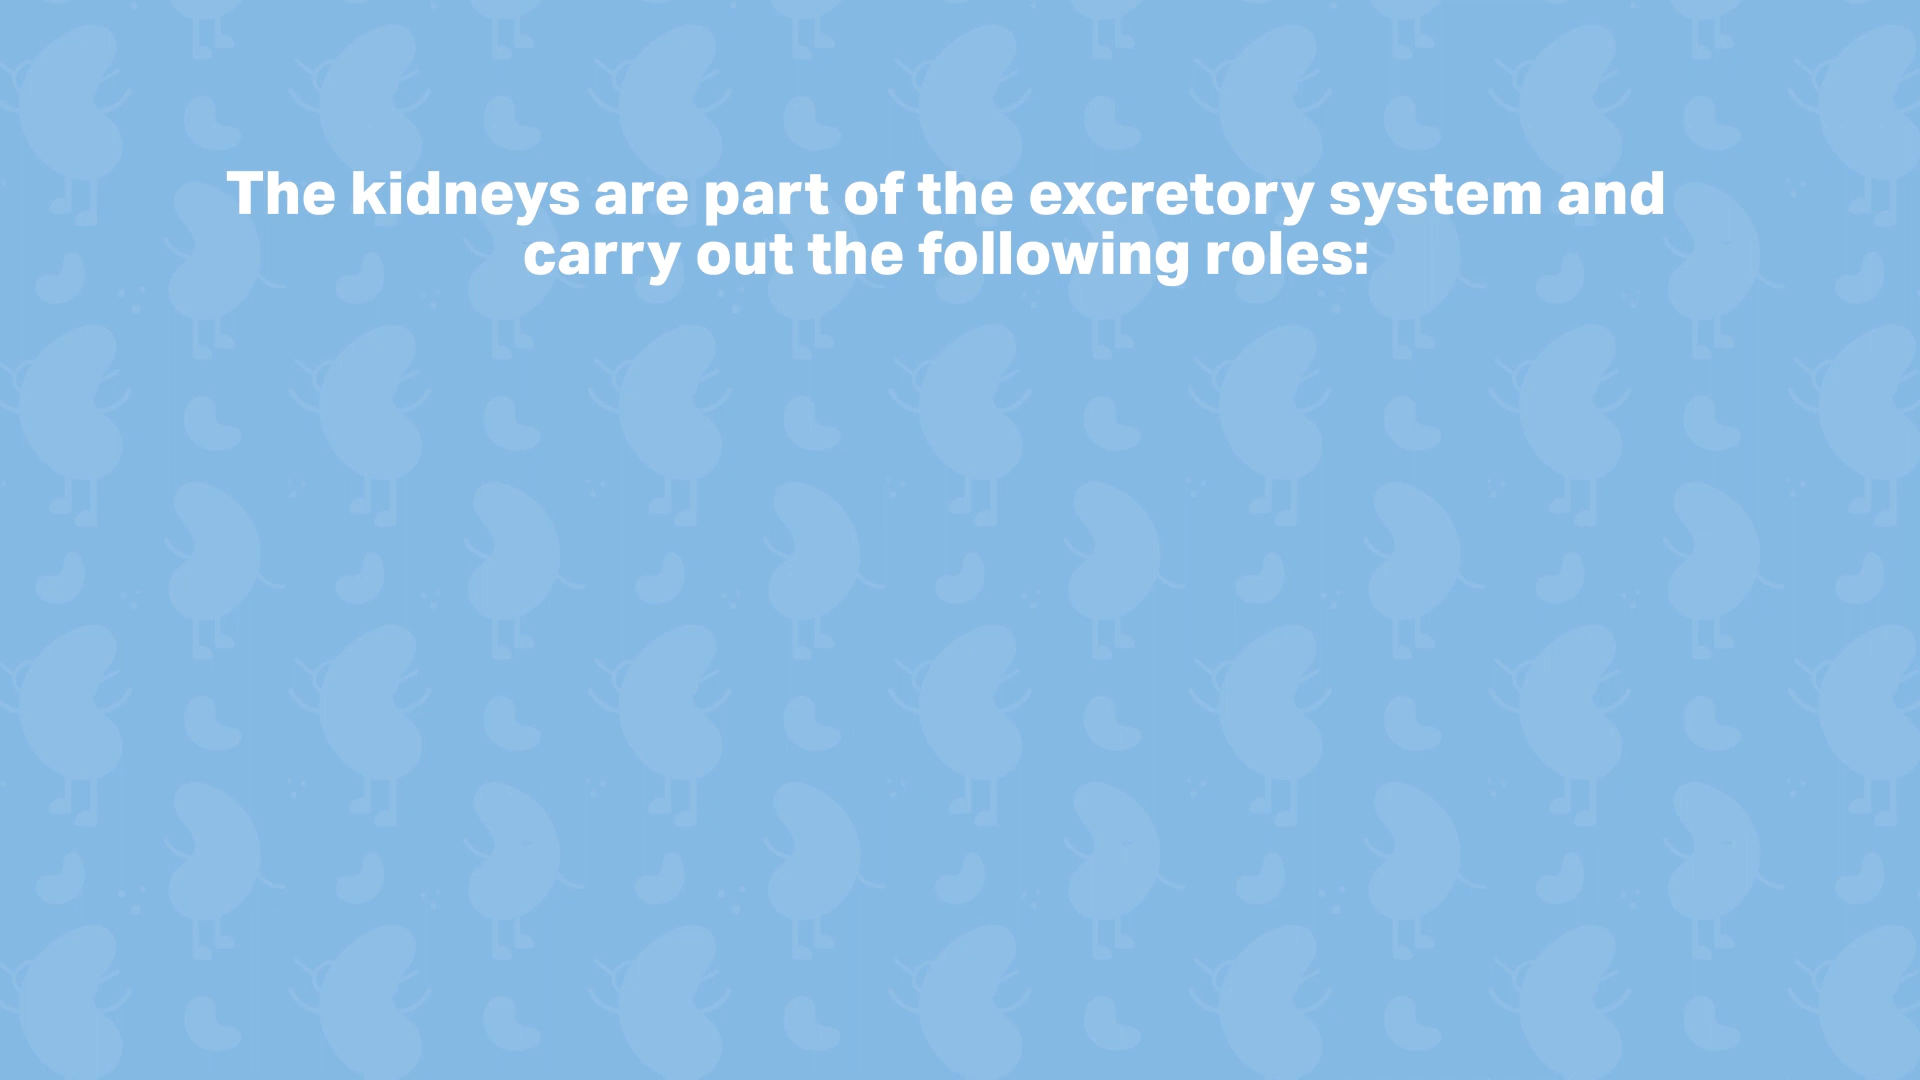 The kidneys are part of the excretory system and
carry out the following roles: